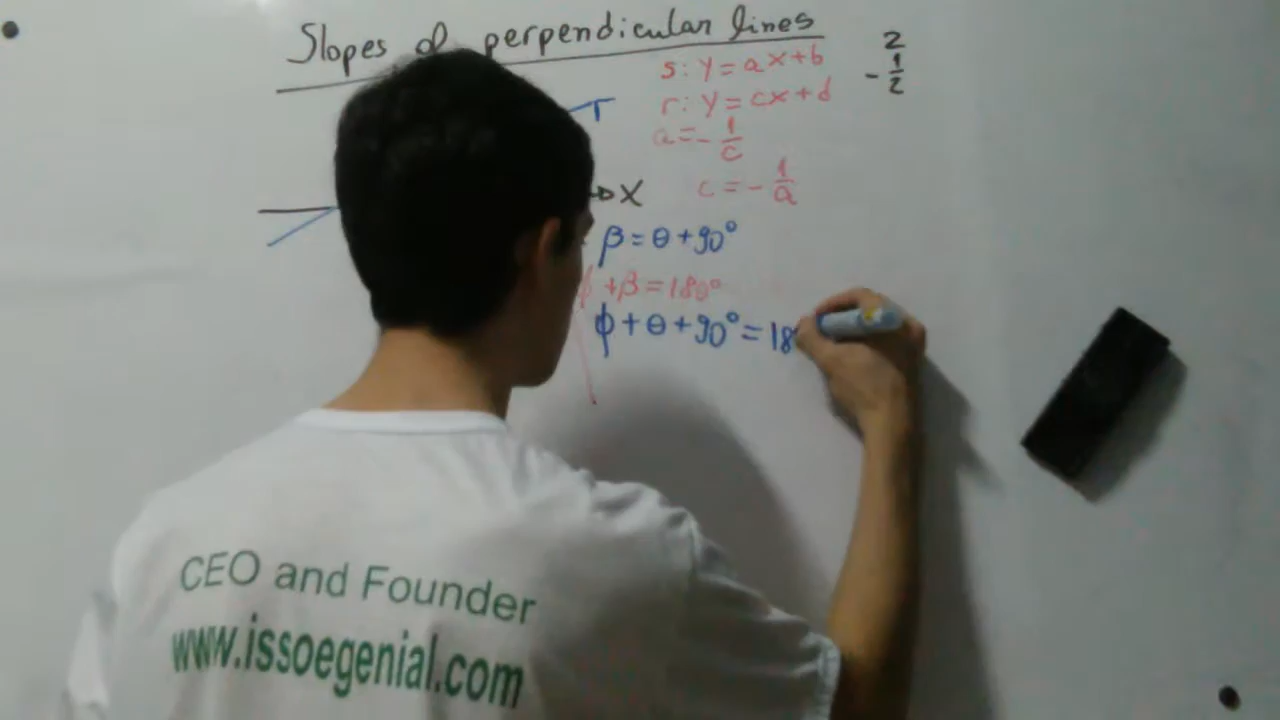 Slopes of perpendicular lines
2
- 1/2
s: y = ax + b
r: y = cx + d
a = - 1/c
c = - 1/a
r
X
β = θ + 90°
ϕ + β = 180°
ϕ + θ + 90° = 18
CEO and Founder
www.issoegenial.com